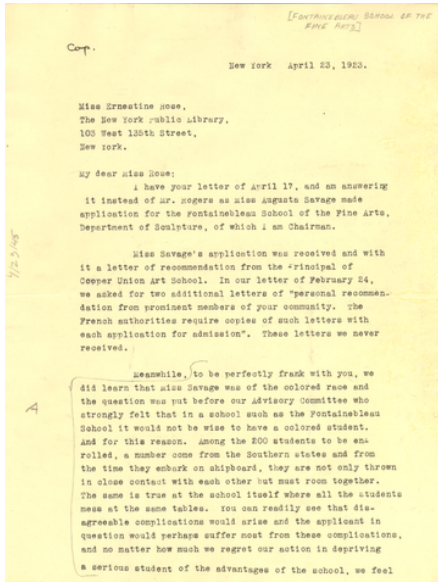 [FONTAINEBLEAU SCHOOL OF THE
FINE ARTS]
Cop.
New York April 23, 1923.
Miss Ernestine Rose,
The New York Public Library,
103 West 135th Street,
New York.
My dear Miss Rose:
I have your letter of April 17, and am answering
it instead of Mr. Rogers as Miss Augusta Savage made
application for the Fontainebleau School of the Fine Arts,
Department of Sculpture, of which I am Chairman.
Miss Savage's application was received and with
it a letter of recommendation from the Principal of
Cooper Union Art School. In our letter of February 24,
we asked for two additional letters of "personal recommen-
dation from prominent members of your community. The
French authorities require copies of such letters with
each application for admission". These letters we never
received.
Meanwhile, to be perfectly frank with you, we
did learn that Miss Savage was of the colored race and
the question was put before our Advisory Committee who
strongly felt that in a school such as the Fontainebleau
School it would not be wise to have a colored student.
And for this reason. Among the 200 students to be en
rolled, a number come from the Southern states and from
the time they embark on shipboard, they are not only thrown
in close contact with each other but must room together.
The same is true at the school itself where all the students
mess at the same tables. You can readily see that dis-
agreeable complications would arise and the applicant in
question would perhaps suffer most from these complications,
and no matter how much we regret our action in depriving
a serious student of the advantages of the school, we feel
A